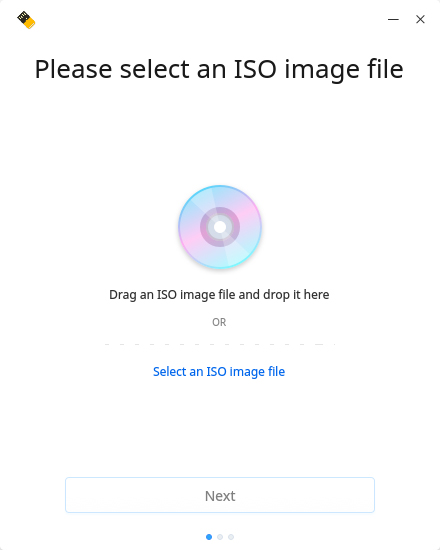 Please select an ISO image file
Drag an ISO image file and drop it here
OR
Select an ISO image file
Next